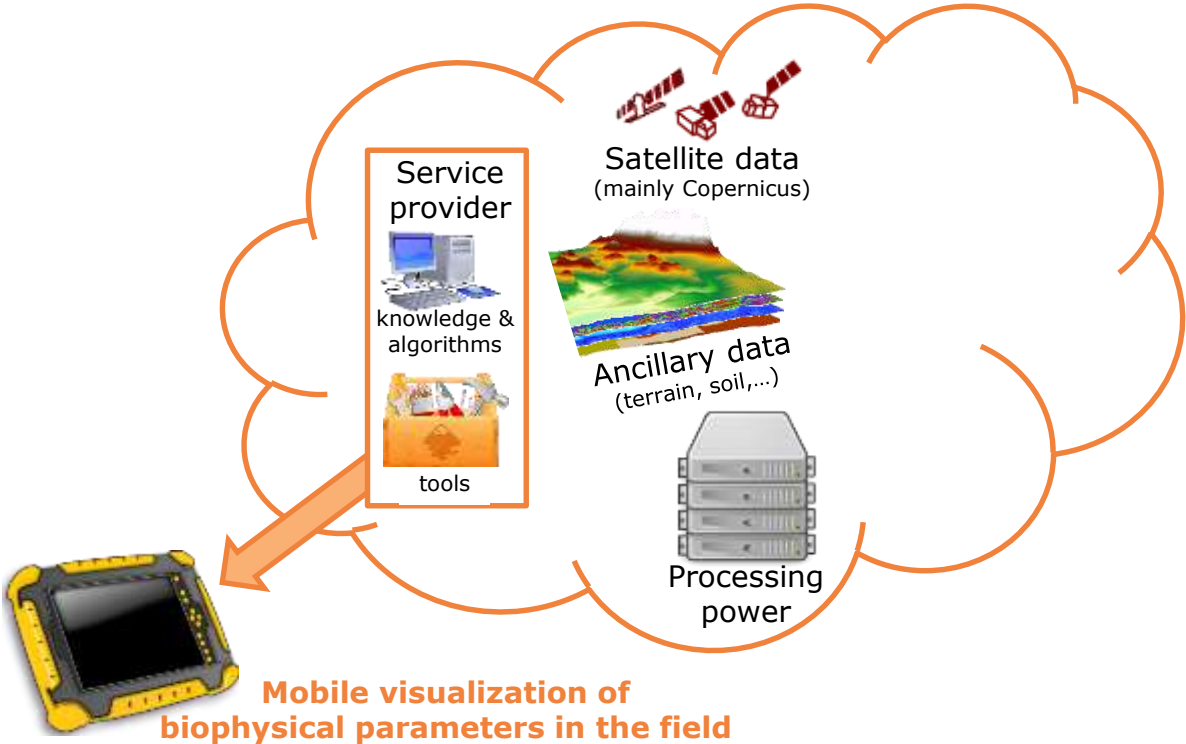 Service
provider
knowledge &
algorithms
tools
Satellite data
(mainly Copernicus)
Ancillary data
(terrain, soil,...)
Processing
power
Mobile visualization of
biophysical parameters in the field